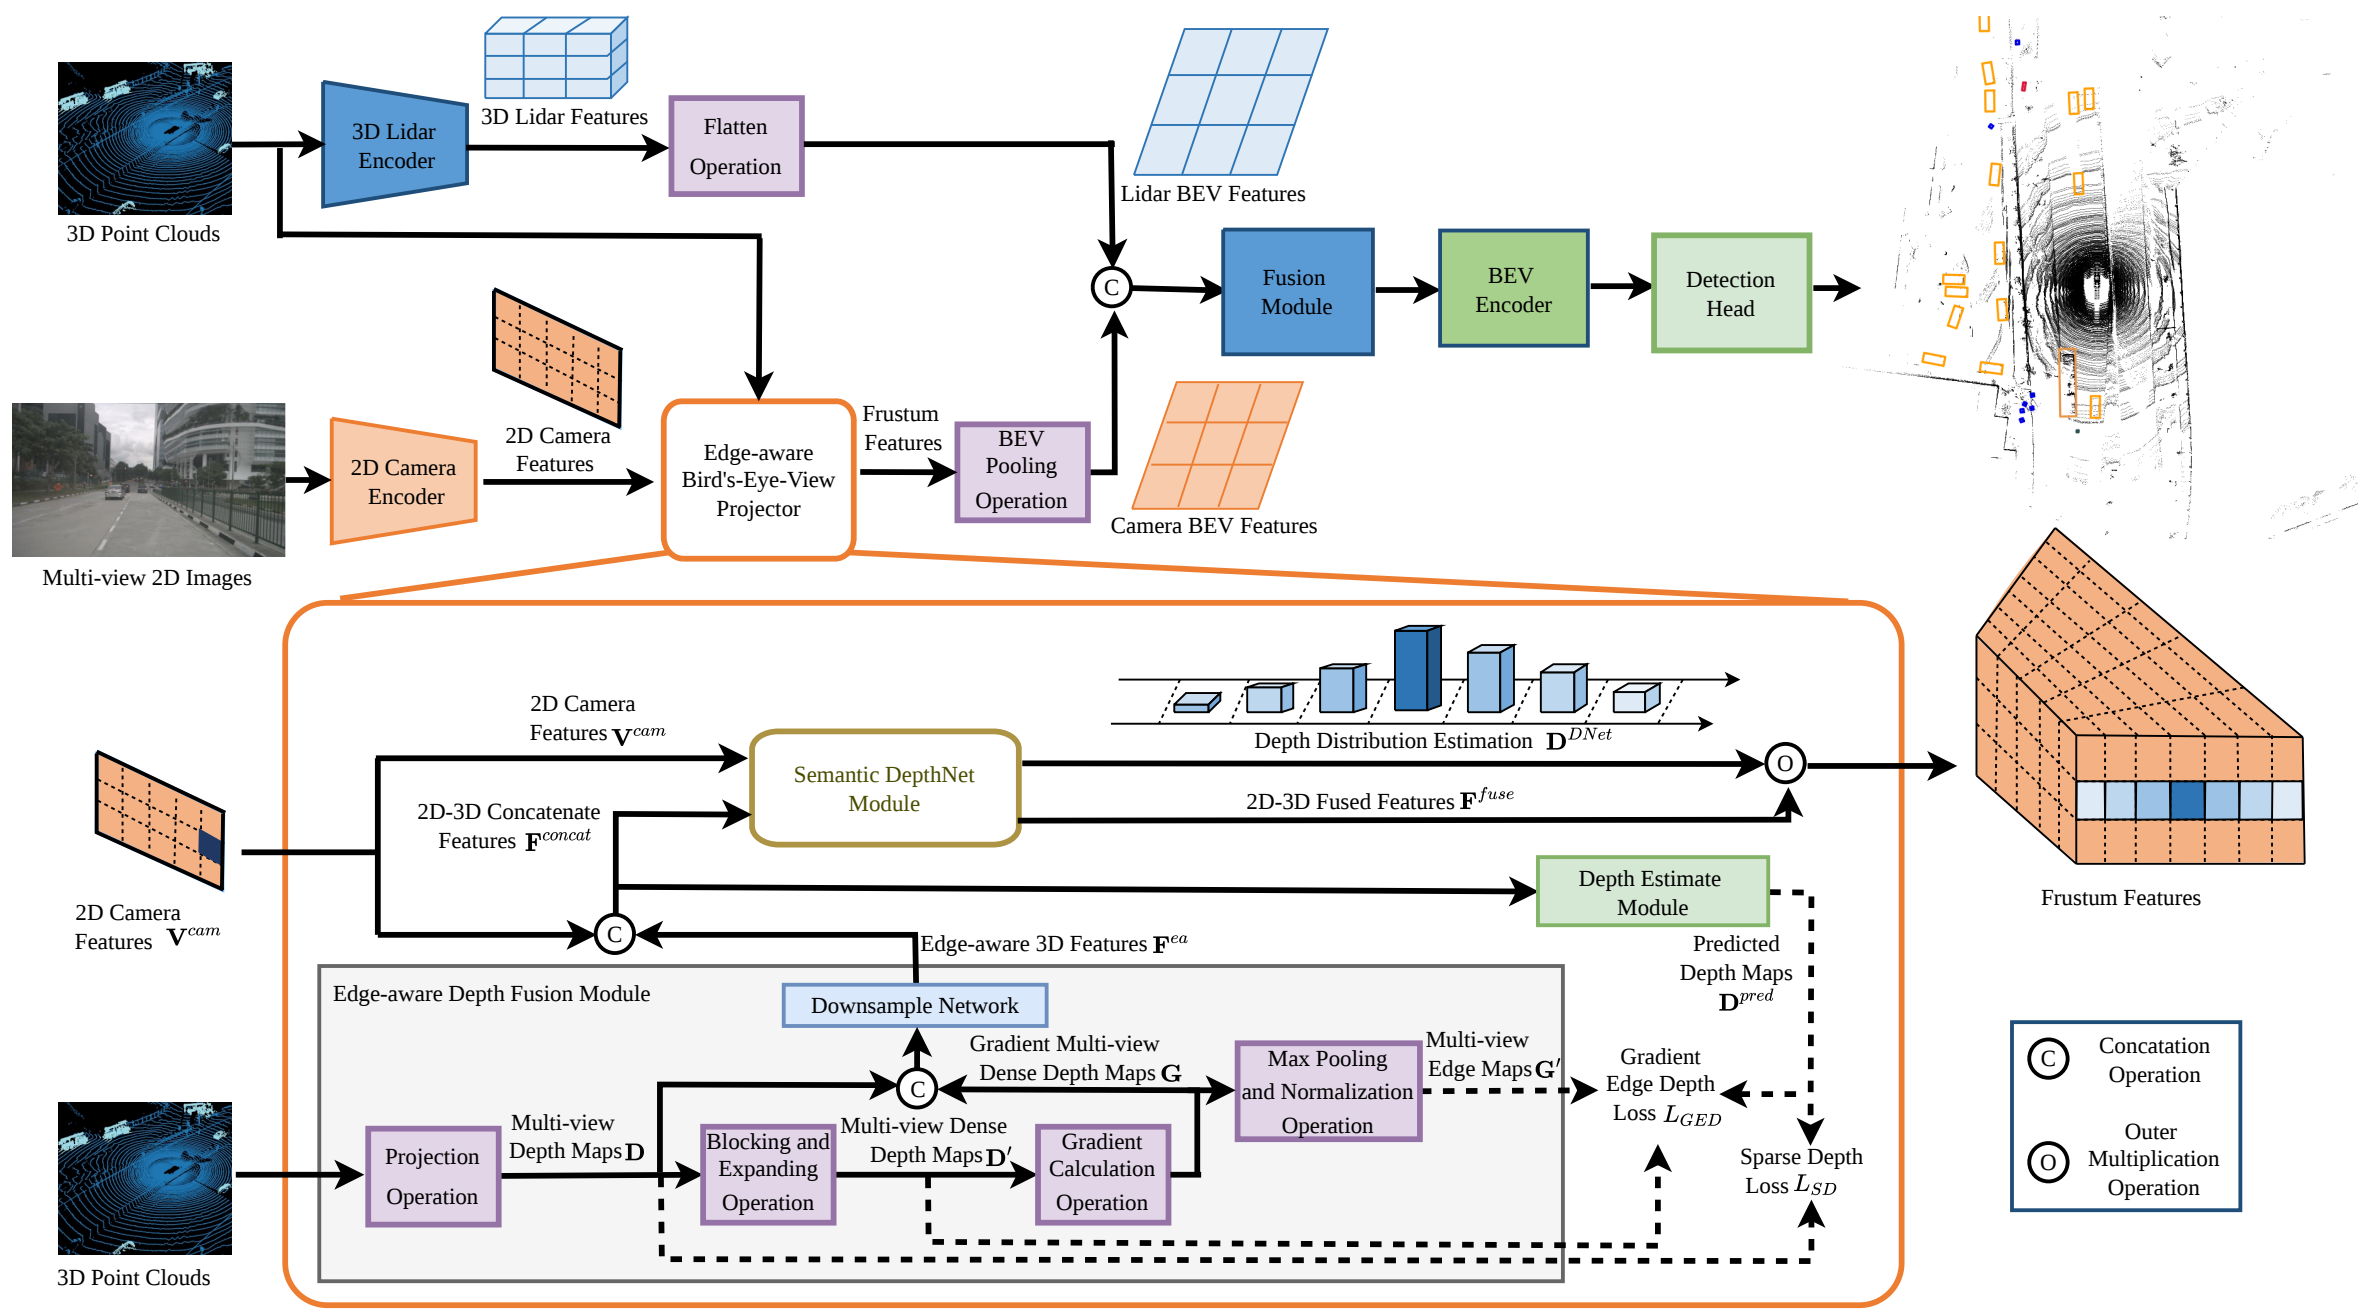 3D Point Clouds
3D Lidar
Encoder
3D Lidar Features
Flatten
Operation
Lidar BEV Features
C
Fusion
Module
BEV
Encoder
Detection
Head
Multi-view 2D Images
2D Camera
Encoder
2D Camera
Features
Edge-aware
Bird's-Eye-View
Projector
Frustum
Features
BEV
Pooling
Operation
Camera BEV Features
2D Camera
Features V^{cam}
2D Camera
Features V^{cam}
2D-3D Concatenate
Features F^{concat}
Semantic DepthNet
Module
Depth Distribution Estimation D^{DNet}
2D-3D Fused Features F^{fuse}
O
Frustum Features
Depth Estimate
Module
C
Edge-aware 3D Features F^{ea}
Predicted
Depth Maps
D^{pred}
Edge-aware Depth Fusion Module
Downsample Network
C
Gradient Multi-view
Dense Depth Maps G
Max Pooling
and Normalization
Operation
Multi-view
Edge Maps G′
Gradient
Edge Depth
Loss L_{GED}
3D Point Clouds
Projection
Operation
Multi-view
Depth Maps D
Blocking and
Expanding
Operation
Multi-view Dense
Depth Maps D′
Gradient
Calculation
Operation
Sparse Depth
Loss L_{SD}
C
Concatation
Operation
O
Outer
Multiplication
Operation